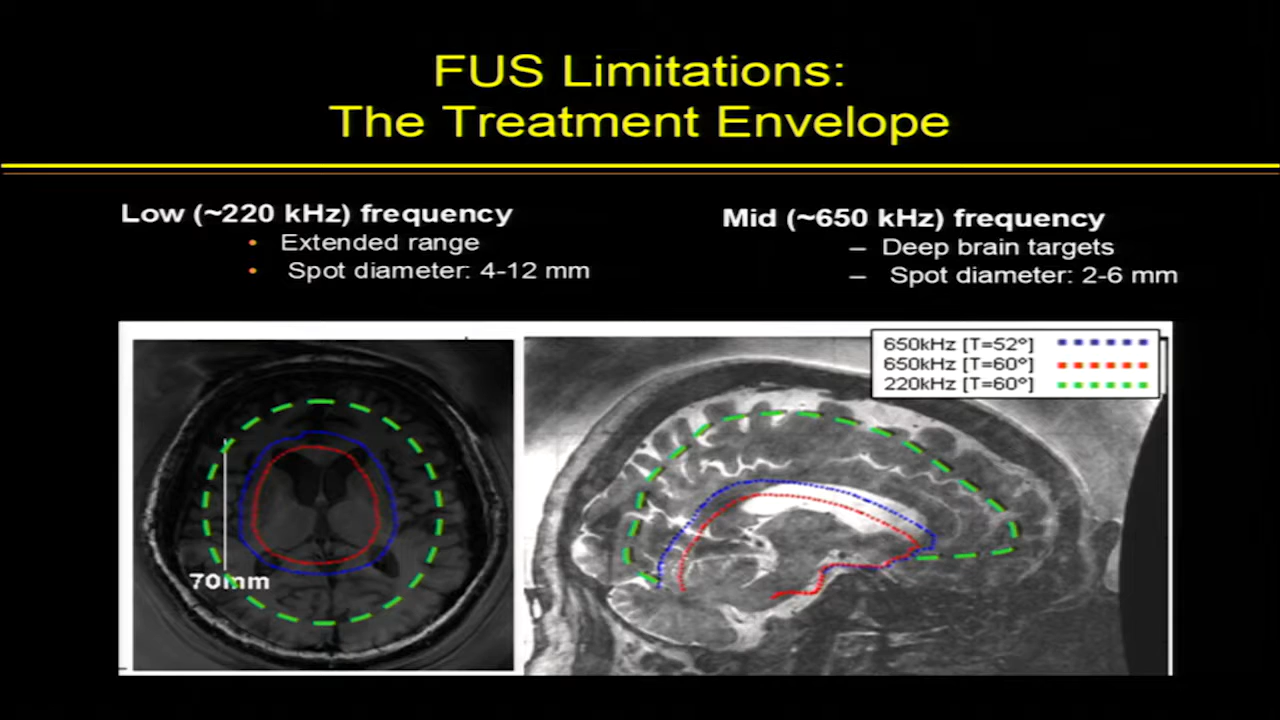 FUS Limitations:
The Treatment Envelope
Low (~220 kHz) frequency
• Extended range
• Spot diameter: 4-12 mm
Mid (~650 kHz) frequency
– Deep brain targets
– Spot diameter: 2-6 mm
70mm
650kHz [T=52°]
650kHz [T=60°]
220kHz [T=60°]